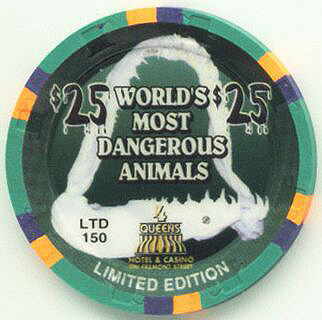 $25 WORLD'S $25
MOST
DANGEROUS
ANIMALS
LTD
150
4
QUEENS
HOTEL & CASINO
ON FREMONT STREET
LIMITED EDITION